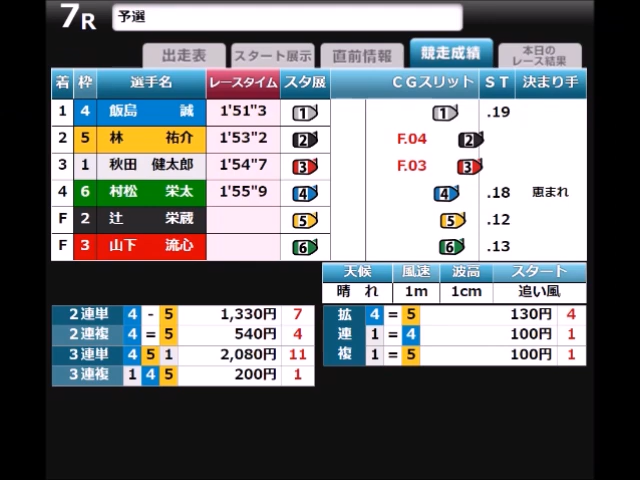 7R 予選
出走表 スタート展示 直前情報 競走成績 本日の
レース結果
着 枠 選手名 レースタイム スタ展 CGスリット ST 決まり手
1 4 飯島 誠 1'51"3 1 1 .19
2 5 林 祐介 1'53"2 2 F.04 2
3 1 秋田 健太郎 1'54"7 3 F.03 3
4 6 村松 栄太 1'55"9 4 4 .18 恵まれ
F 2 辻 栄蔵 5 5 .12
F 3 山下 流心 6 6 .13
天候 風速 波高 スタート
晴れ 1m 1cm 追い風
2連単 4 - 5 1,330円 7
2連複 4 = 5 540円 4
3連単 4 5 1 2,080円 11
3連複 1 4 5 200円 1
拡 4 = 5 130円 4
連 1 = 4 100円 1
複 1 = 5 100円 1